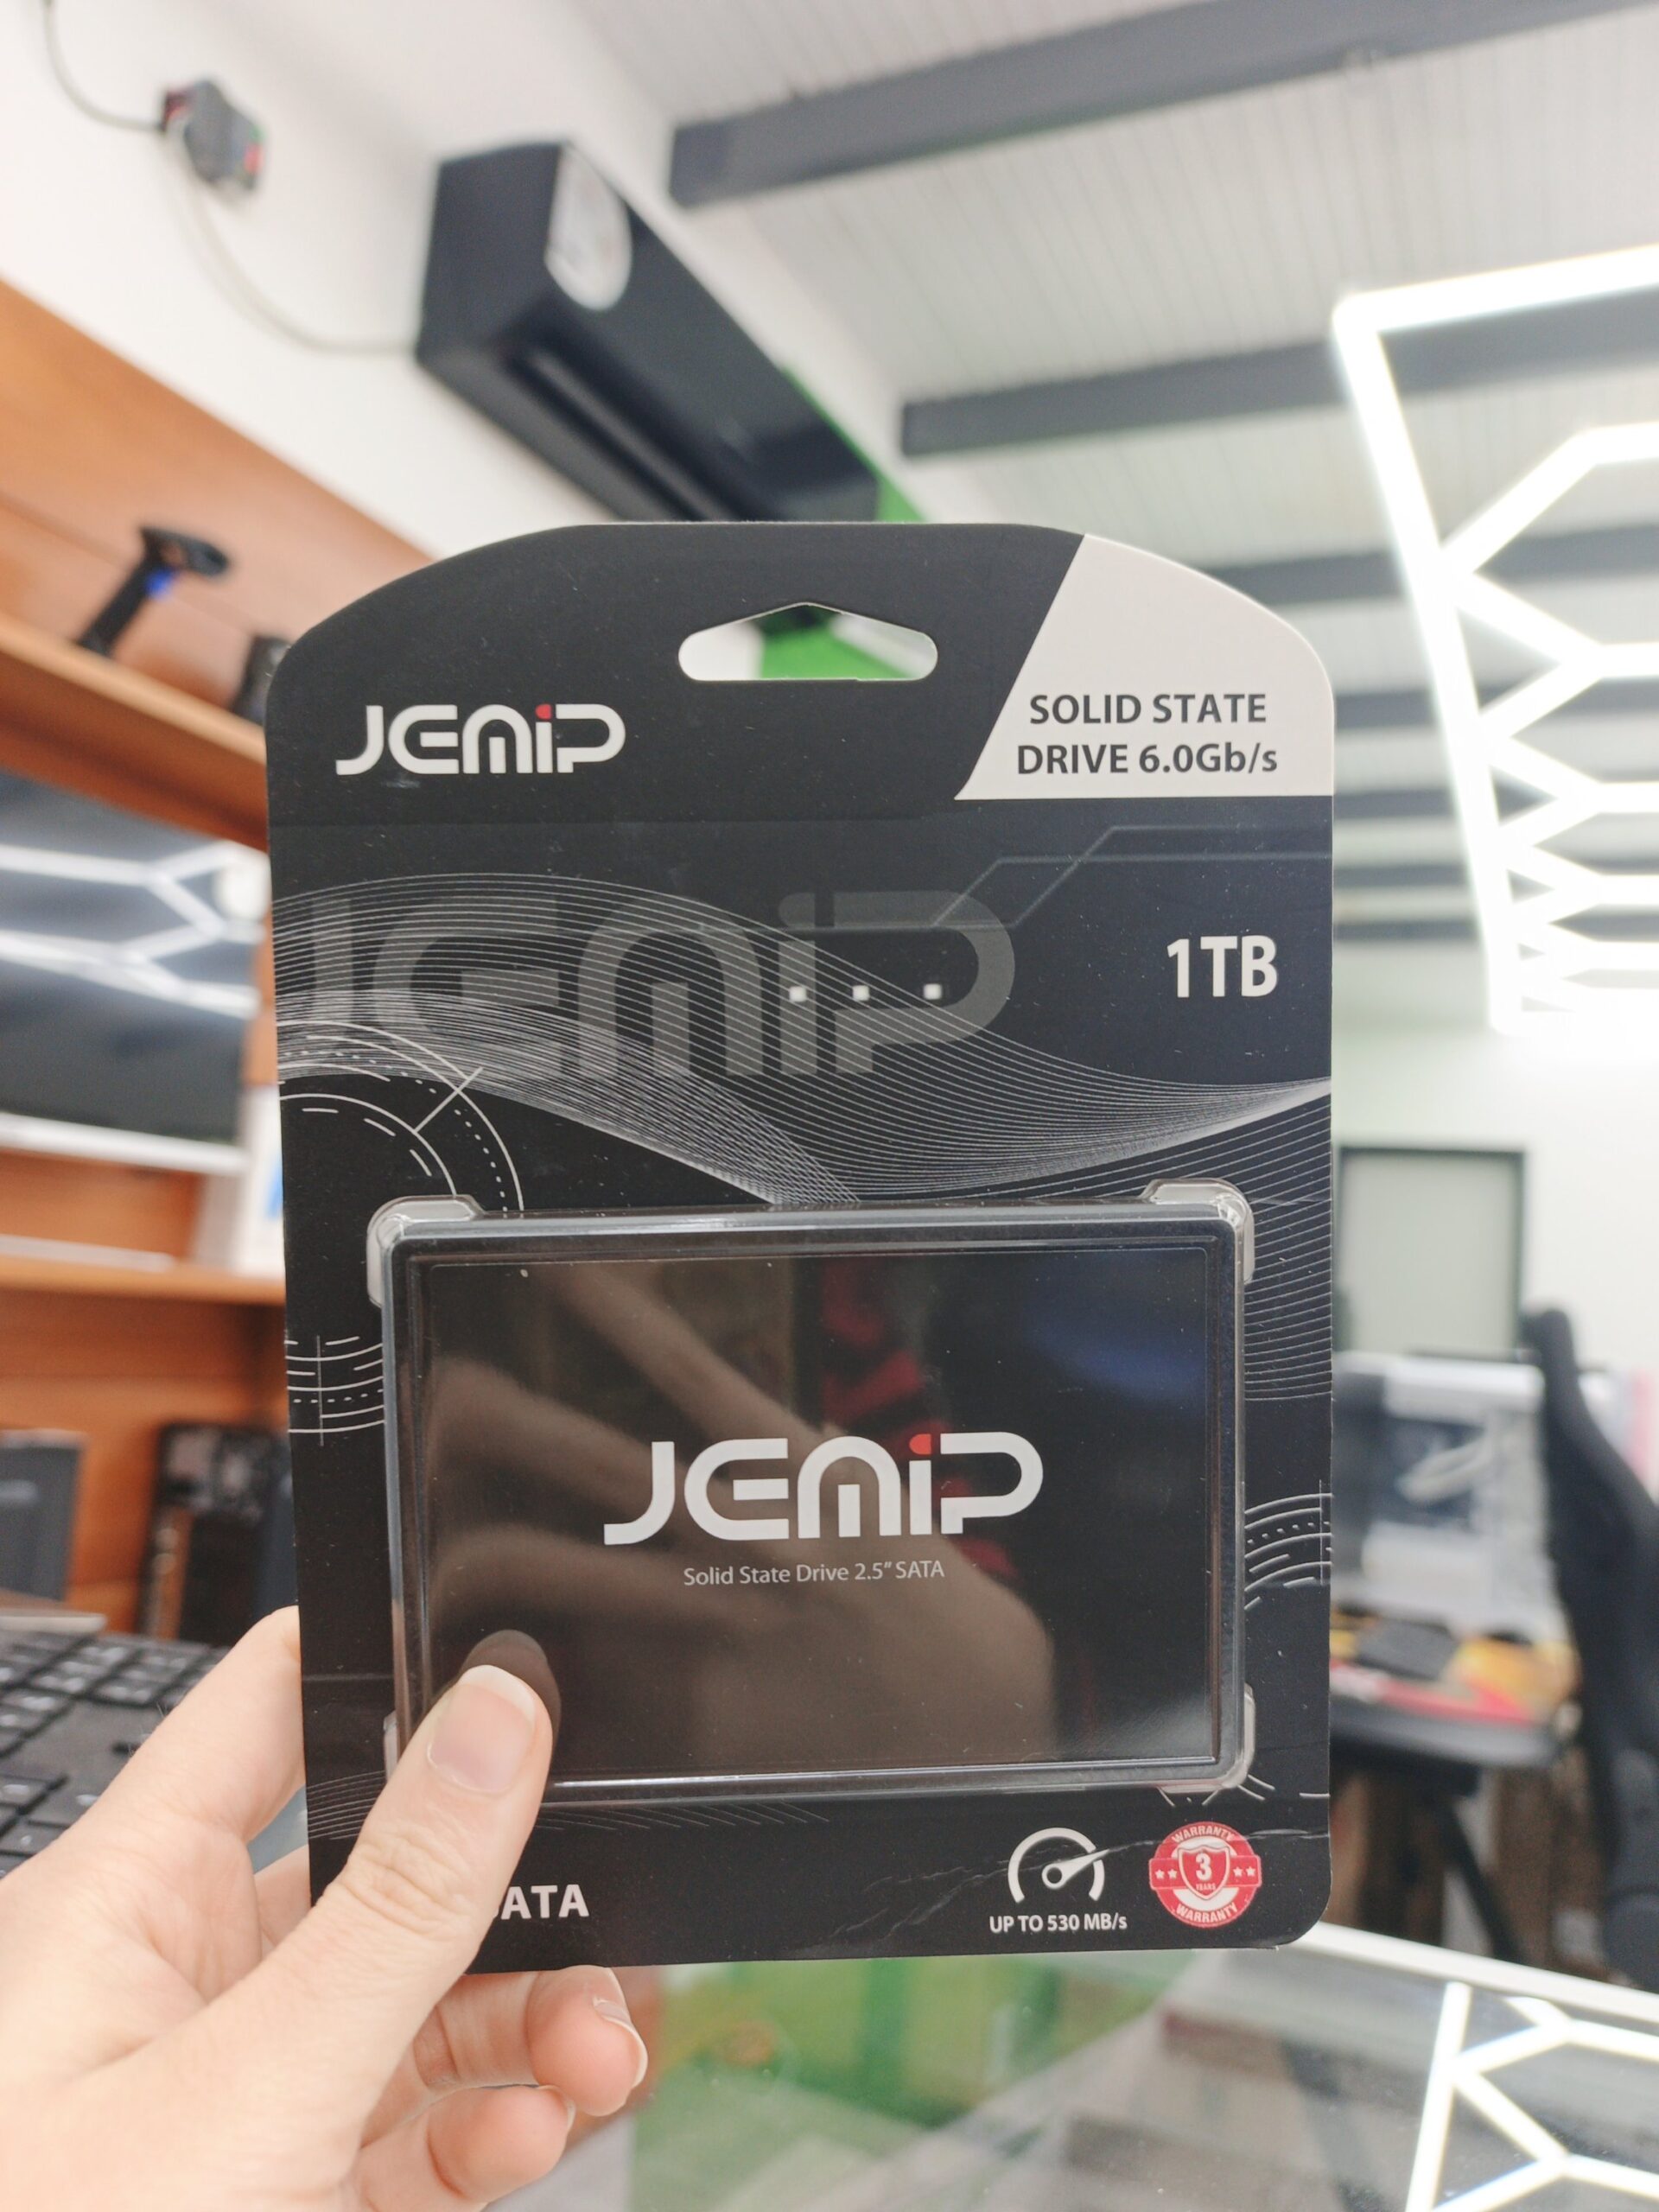 JEMIP
SOLID STATE
DRIVE 6.0Gb/s
JEMIP
1TB
JEMIP
Solid State Drive 2.5" SATA
UP TO 530 MB/s
WARRANTY
3
YEARS
WARRANTY